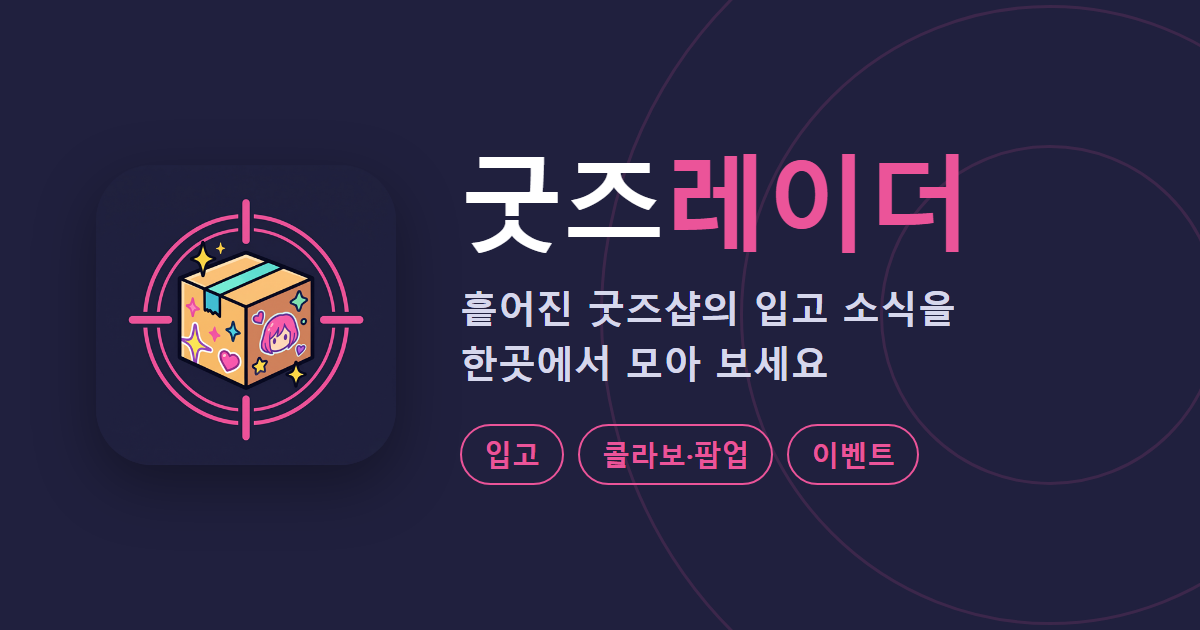 굿즈레이더
흩어진 굿즈샵의 입고 소식을
한곳에서 모아 보세요
입고
콜라보·팝업
이벤트